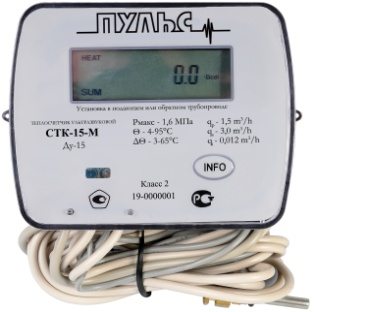 ПУЛЬС
HEAT
0.0 Gcal
SUM
Установка в подающем или обратном трубопроводе
ТЕПЛОСЧЕТЧИК УЛЬТРАЗВУКОВОЙ
СТК-15-М
Ду-15
Pмакс - 1,6 МПа
Θ - 4-95°С
ΔΘ - 3-65°С
qp - 1,5 m³/h
qs - 3,0 m³/h
qi - 0,012 m³/h
INFO
Класс 2
19-0000001